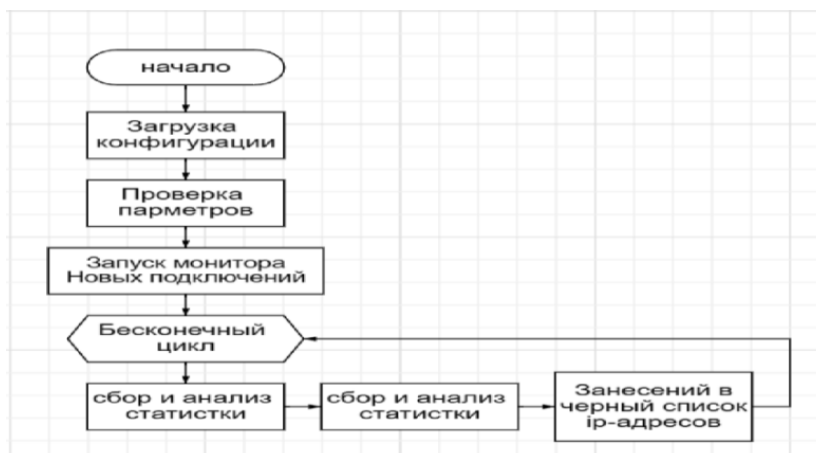 начало
Загрузка
конфигурации
Проверка
парметров
Запуск монитора
Новых подключений
Бесконечный
цикл
сбор и анализ
статистки
сбор и анализ
статистки
Занесений в
черный список
ip-адресов